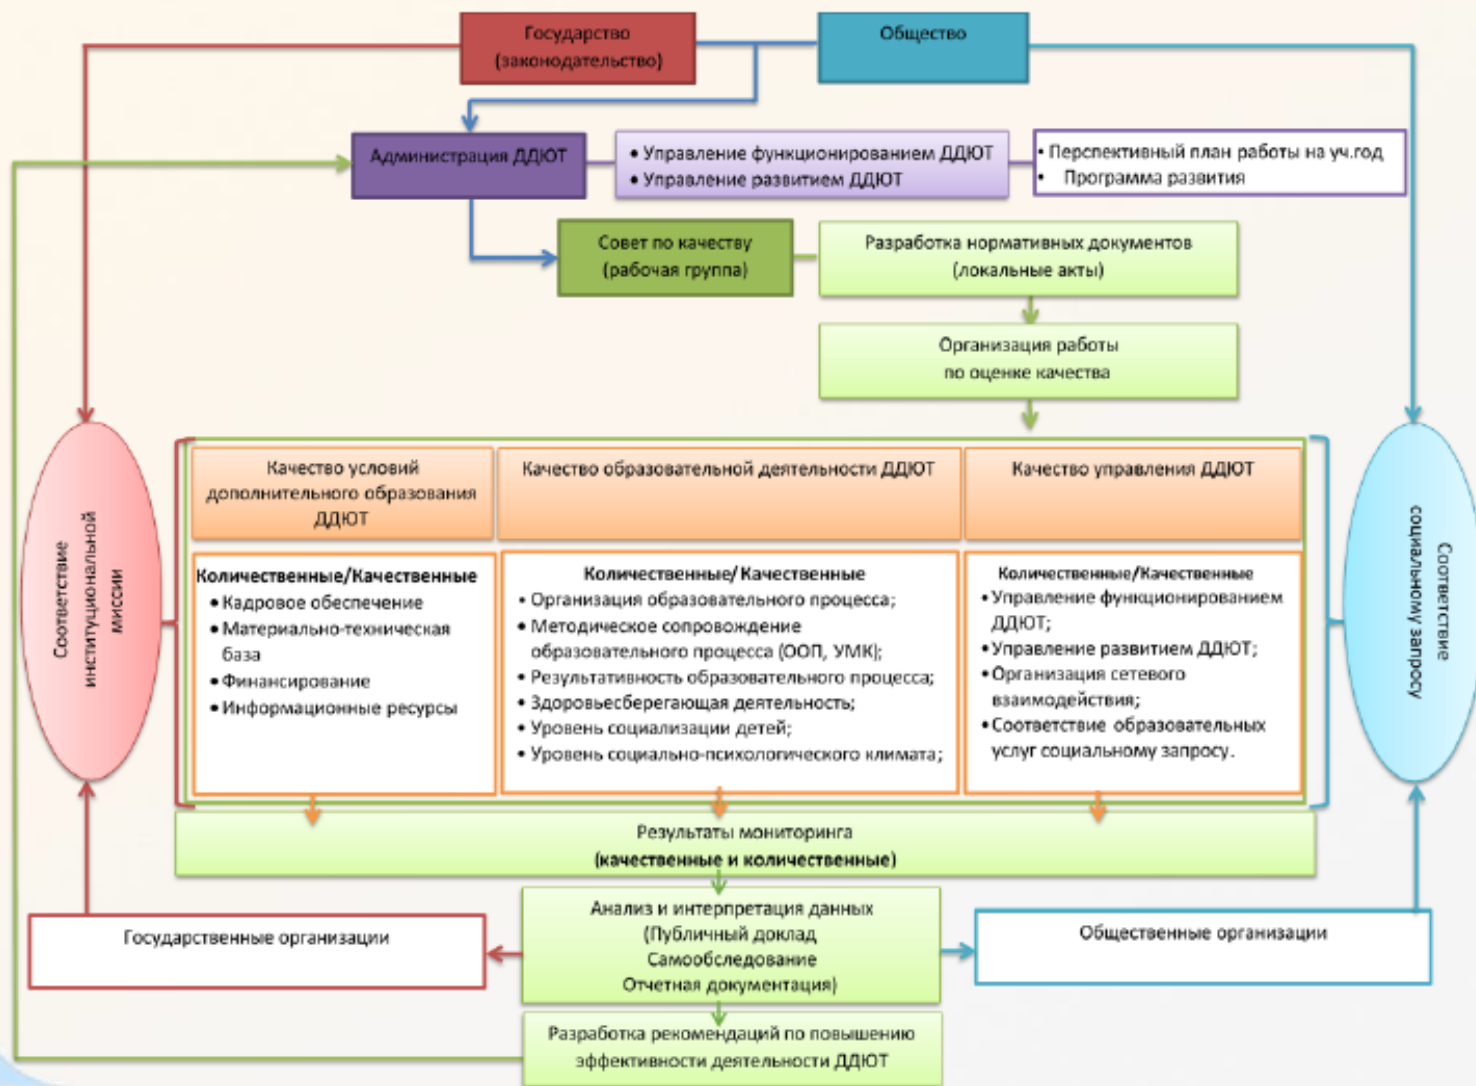 Государство
(законодательство)
Общество
Администрация ДДЮТ
• Управление функционированием ДДЮТ
• Управление развитием ДДЮТ
• Перспективный план работы на уч.год
• Программа развития
Совет по качеству
(рабочая группа)
Разработка нормативных документов
(локальные акты)
Организация работы
по оценке качества
Соответствие
институциональной
миссии
Качество условий
дополнительного образования
ДДЮТ
Количественные/Качественные
• Кадровое обеспечение
• Материально-техническая
база
• Финансирование
• Информационные ресурсы
Качество образовательной деятельности ДДЮТ
Количественные/ Качественные
• Организация образовательного процесса;
• Методическое сопровождение
образовательного процесса (ООП, УМК);
• Результативность образовательного процесса;
• Здоровьесберегающая деятельность;
• Уровень социализации детей;
• Уровень социально-психологического климата;
Качество управления ДДЮТ
Количественные/Качественные
• Управление функционированием
ДДЮТ;
• Управление развитием ДДЮТ;
• Организация сетевого
взаимодействия;
• Соответствие образовательных
услуг социальному запросу.
Соответствие
социальному запросу
Результаты мониторинга
(качественные и количественные)
Государственные организации
Анализ и интерпретация данных
(Публичный доклад
Самообследование
Отчетная документация)
Общественные организации
Разработка рекомендаций по повышению
эффективности деятельности ДДЮТ